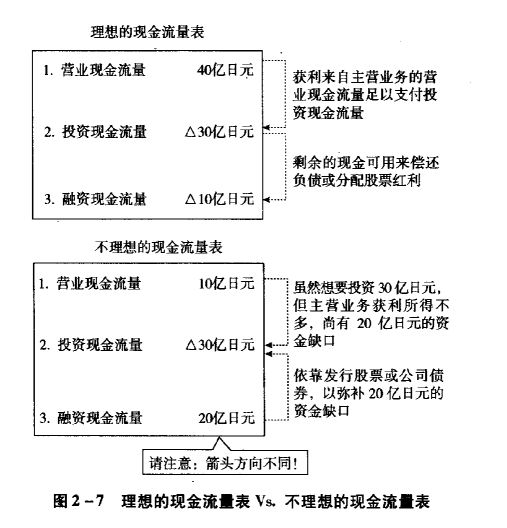 理想的现金流量表
1. 营业现金流量 40亿日元
获利来自主营业务的营
业现金流量足以支付投
资现金流量
2. 投资现金流量 △30亿日元
剩余的现金可用来偿还
负债或分配股票红利
3. 融资现金流量 △10亿日元
不理想的现金流量表
1. 营业现金流量 10亿日元
虽然想要投资30亿日元，
但主营业务获利所得不
多，尚有 20 亿日元的资
金缺口
2. 投资现金流量 △30亿日元
依靠发行股票或公司债
券，以弥补20亿日元的
资金缺口
3. 融资现金流量 20亿日元
请注意：箭头方向不同！
图2-7 理想的现金流量表 Vs. 不理想的现金流量表